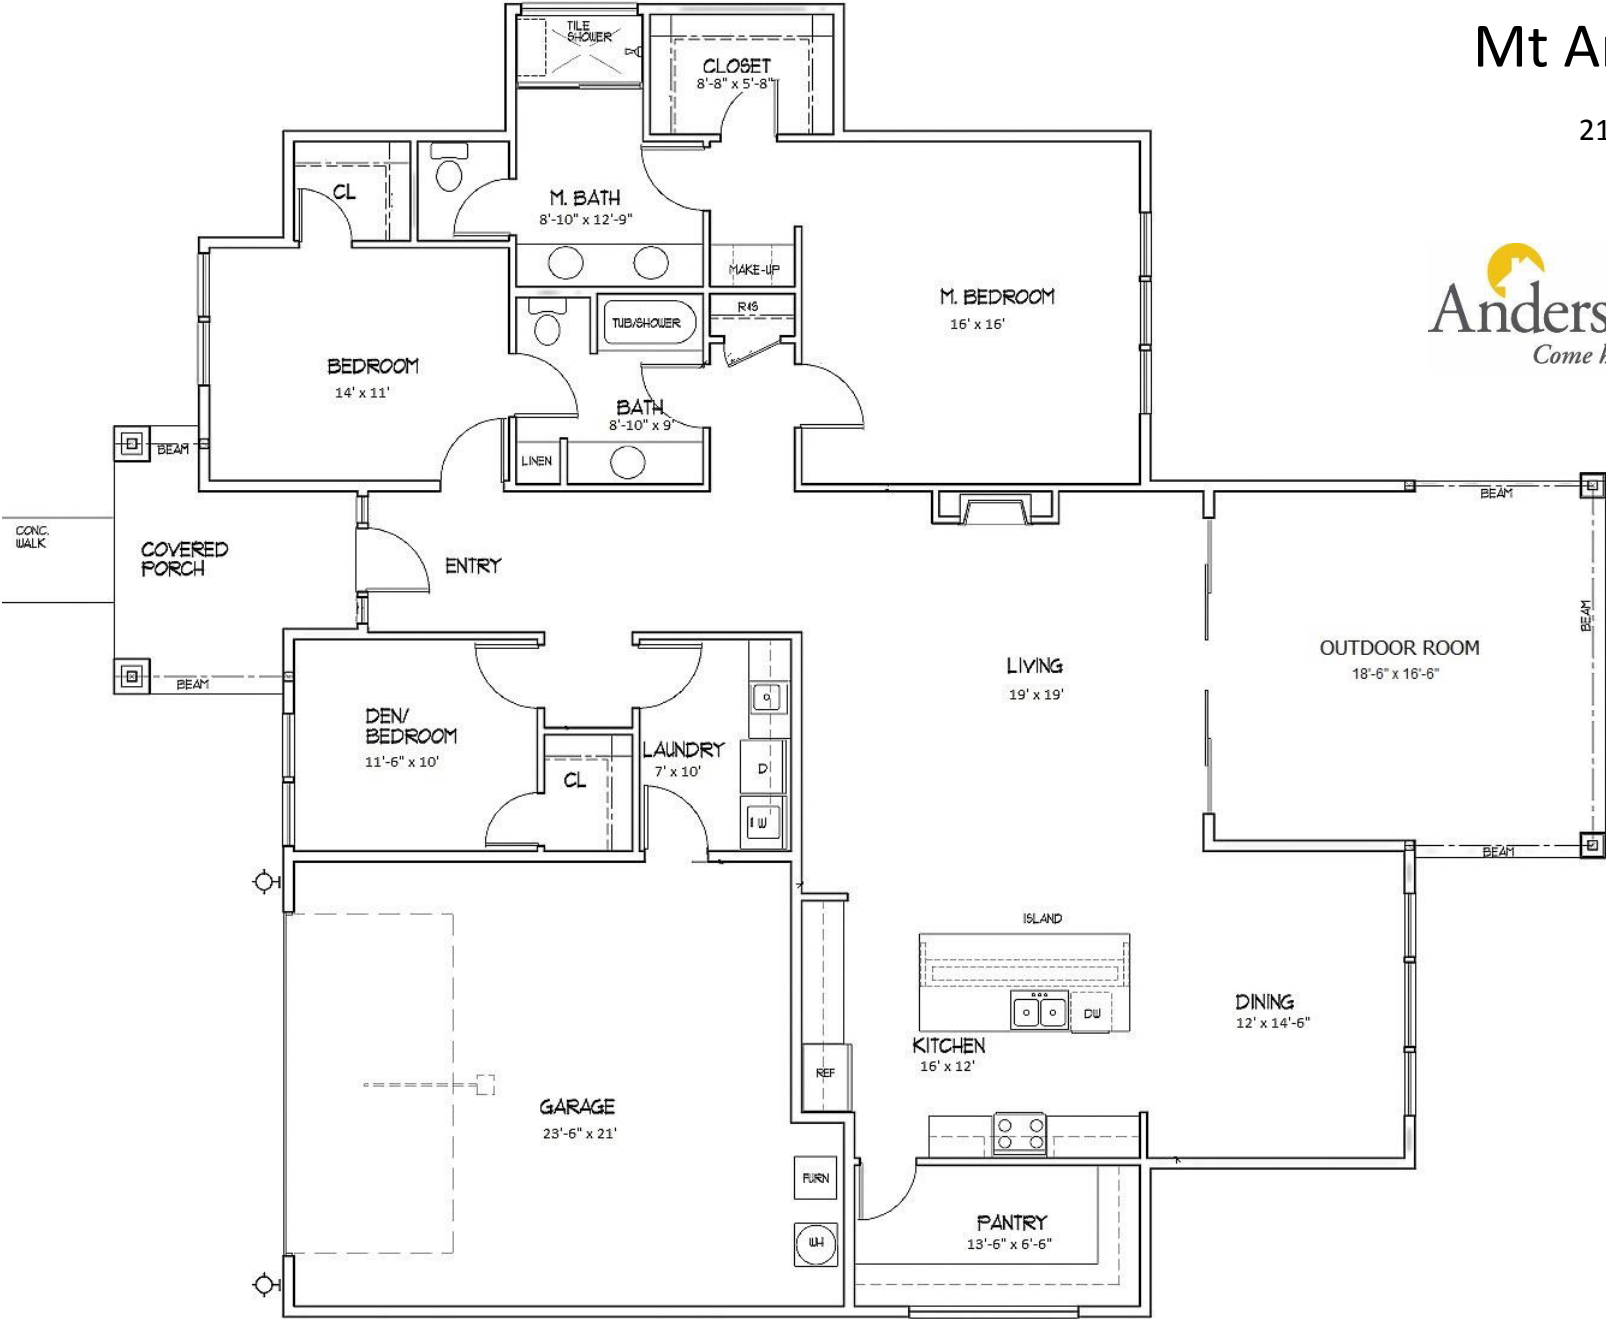 Mt A
21
TILE
SHOWER
CLOSET
8'-8" x 5'-8"
CL
M. BATH
8'-10" x 12'-9"
MAKE-UP
M. BEDROOM
16' x 16'
Anders
Come h
R&S
TUB/SHOWER
BEDROOM
14' x 11'
BATH
8'-10" x 9'
LINEN
BEAM
BEAM
CONC.
WALK
COVERED
PORCH
ENTRY
BEAM
BEAM
LIVING
19' x 19'
OUTDOOR ROOM
18'-6" x 16'-6"
DEN/
BEDROOM
11'-6" x 10'
LAUNDRY
7' x 10'
D
CL
W
BEAM
ISLAND
DINING
12' x 14'-6"
DW
KITCHEN
16' x 12'
REF
GARAGE
23'-6" x 21'
FURN
PANTRY
13'-6" x 6'-6"
WH